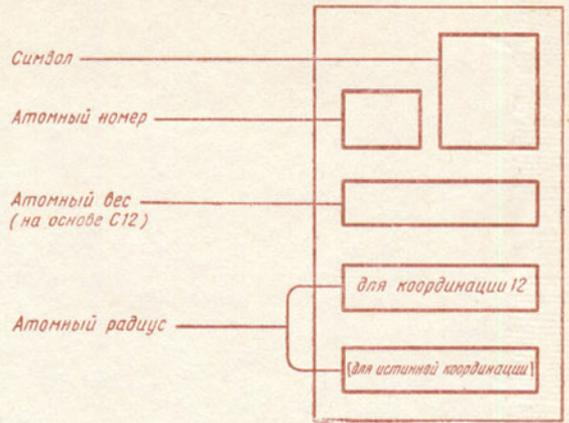 Символ
Атомный номер
Атомный вес
(на основе С12)
для координации 12
Атомный радиус
(для истинной координации)